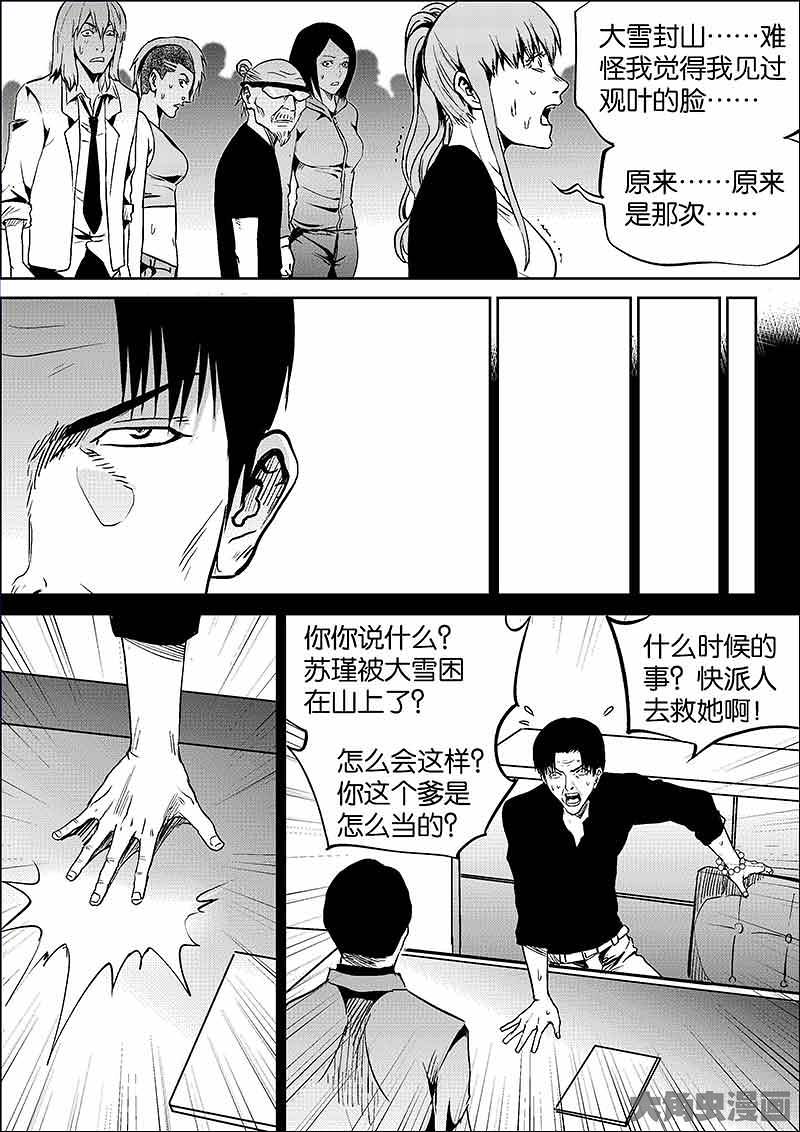 大雪封山……难
怪我觉得我见过
观叶的脸……
原来……原来
是那次……
你你说什么？
苏瑾被大雪困
在山上了？
怎么会这样？
你这个爹是
怎么当的？
什么时候的
事？快派人
去救她啊！
大角虫漫画